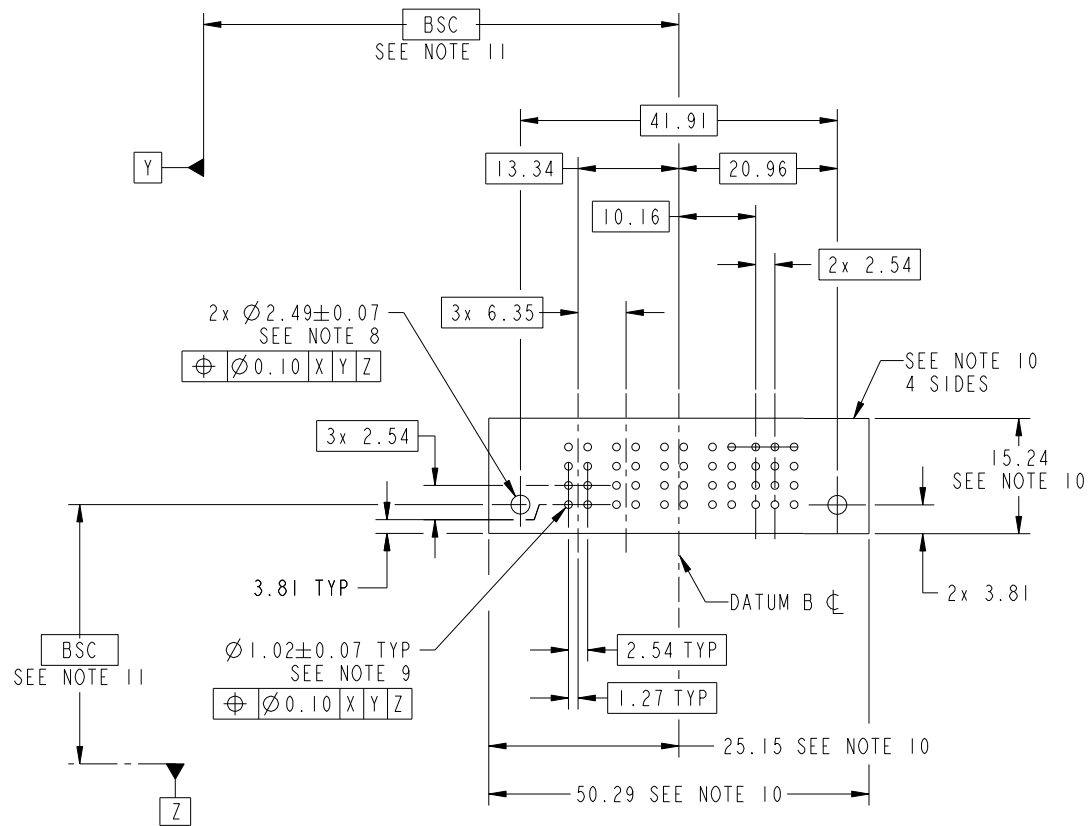 BSC
SEE NOTE 11
41.91
Y
13.34
20.96
10.16
2x 2.54
2x Ø2.49±0.07
SEE NOTE 8
⌖ Ø0.10 X Y Z
3x 6.35
SEE NOTE 10
4 SIDES
3x 2.54
15.24
SEE NOTE 10
3.81 TYP
2x 3.81
DATUM B ℄
BSC
SEE NOTE 11
Ø1.02±0.07 TYP
SEE NOTE 9
⌖ Ø0.10 X Y Z
2.54 TYP
1.27 TYP
25.15 SEE NOTE 10
50.29 SEE NOTE 10
Z